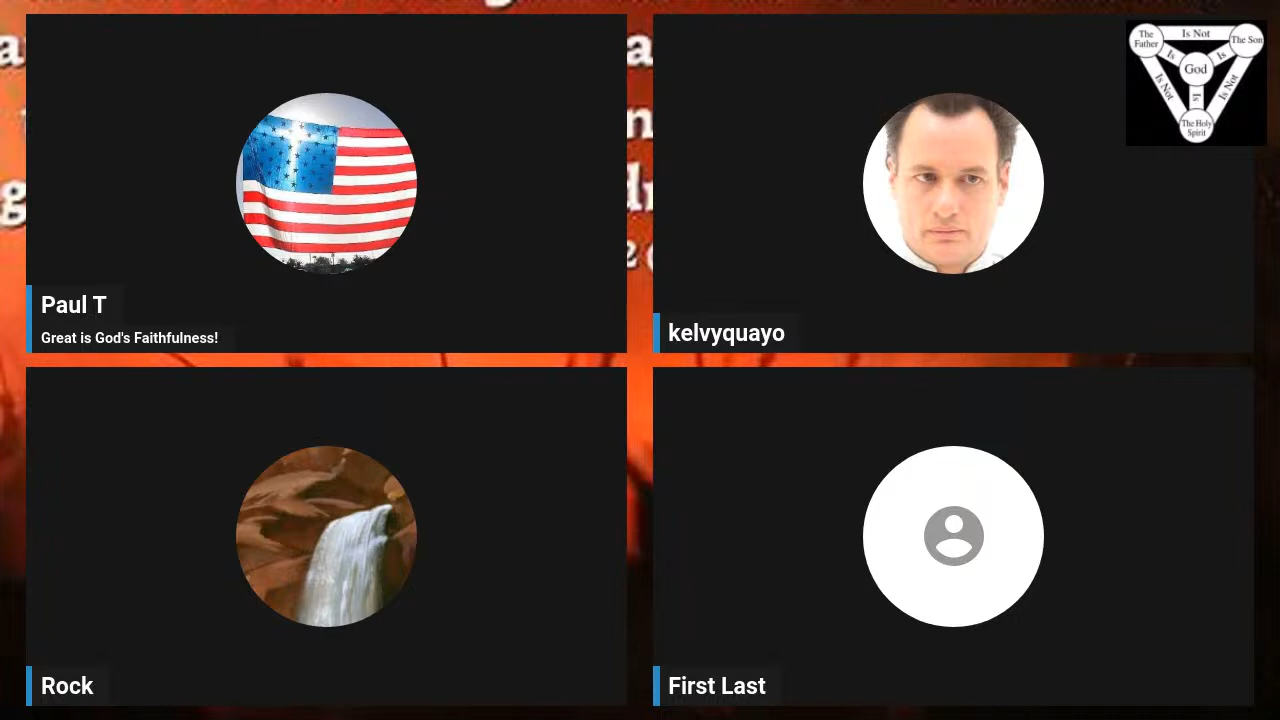 Paul T
Great is God's Faithfulness!
kelvyquayo
The
Father
Is Not
The Son
Is
Is
God
Is Not
Is
Is Not
The Holy
Spirit
Rock
First Last